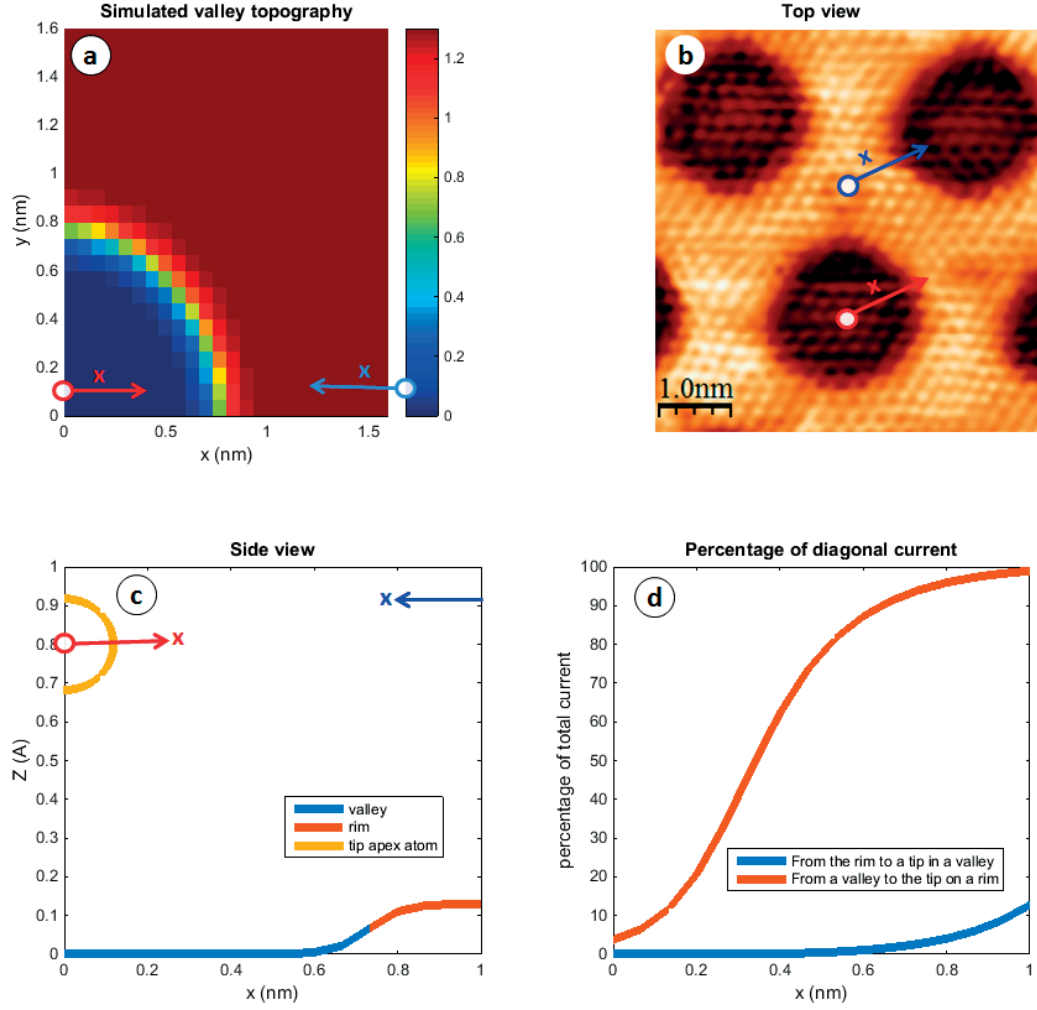 Simulated valley topography
a
1.6
1.4
1.2
1
0.8
0.6
0.4
0.2
0
y (nm)
0
0.5
1
1.5
x (nm)
1.2
1
0.8
0.6
0.4
0.2
0
x
x
Top view
b
x
x
1.0nm
Side view
c
1
0.9
0.8
0.7
0.6
0.5
0.4
0.3
0.2
0.1
0
Z (A)
x
x
valley
rim
tip apex atom
0
0.2
0.4
0.6
0.8
1
x (nm)
Percentage of diagonal current
d
100
90
80
70
60
50
40
30
20
10
0
percentage of total current
From the rim to a tip in a valley
From a valley to the tip on a rim
0
0.2
0.4
0.6
0.8
1
x (nm)